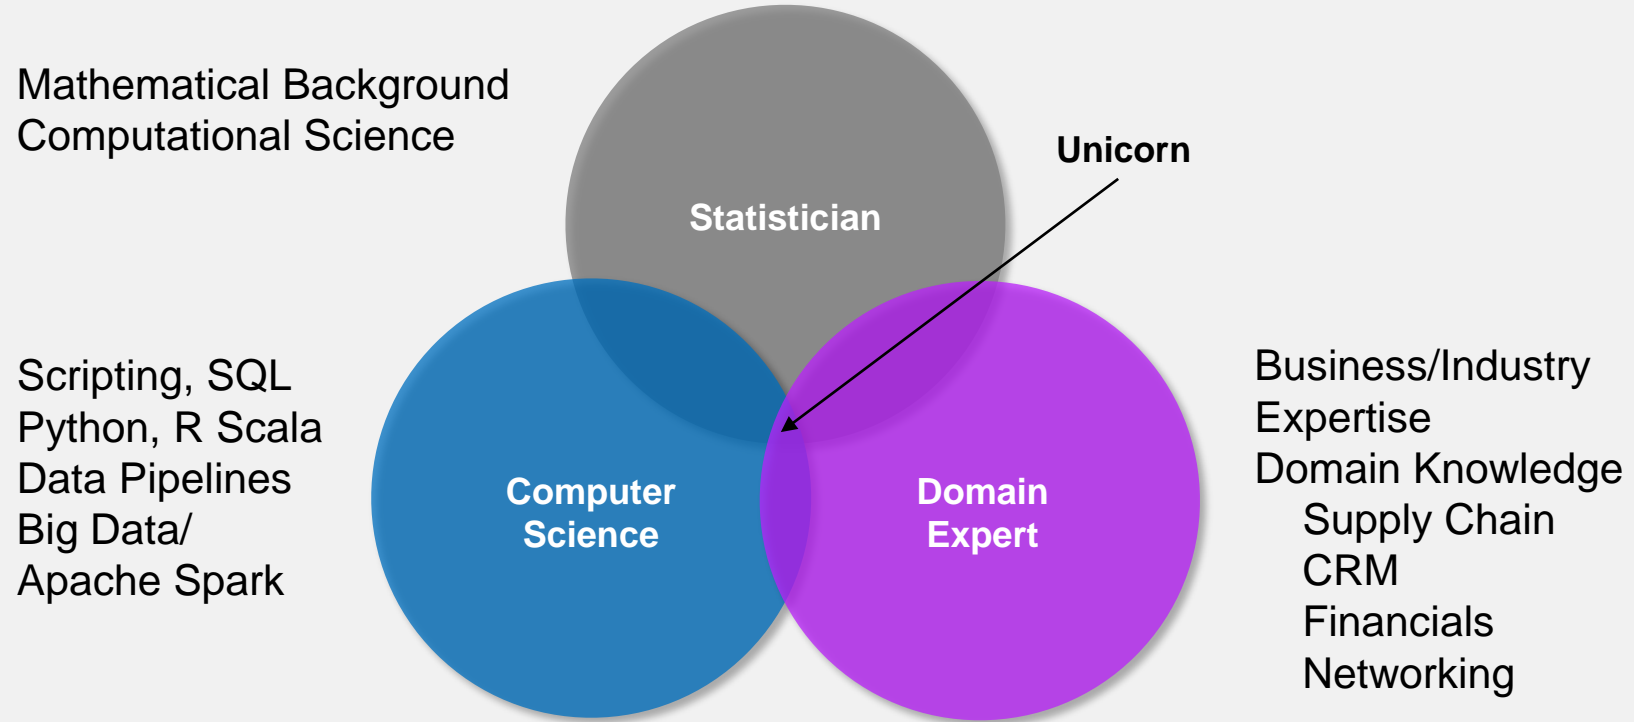 Mathematical Background
Computational Science
Unicorn
Statistician
Scripting, SQL
Python, R Scala
Data Pipelines
Big Data/
Apache Spark
Computer
Science
Domain
Expert
Business/Industry
Expertise
Domain Knowledge
Supply Chain
CRM
Financials
Networking